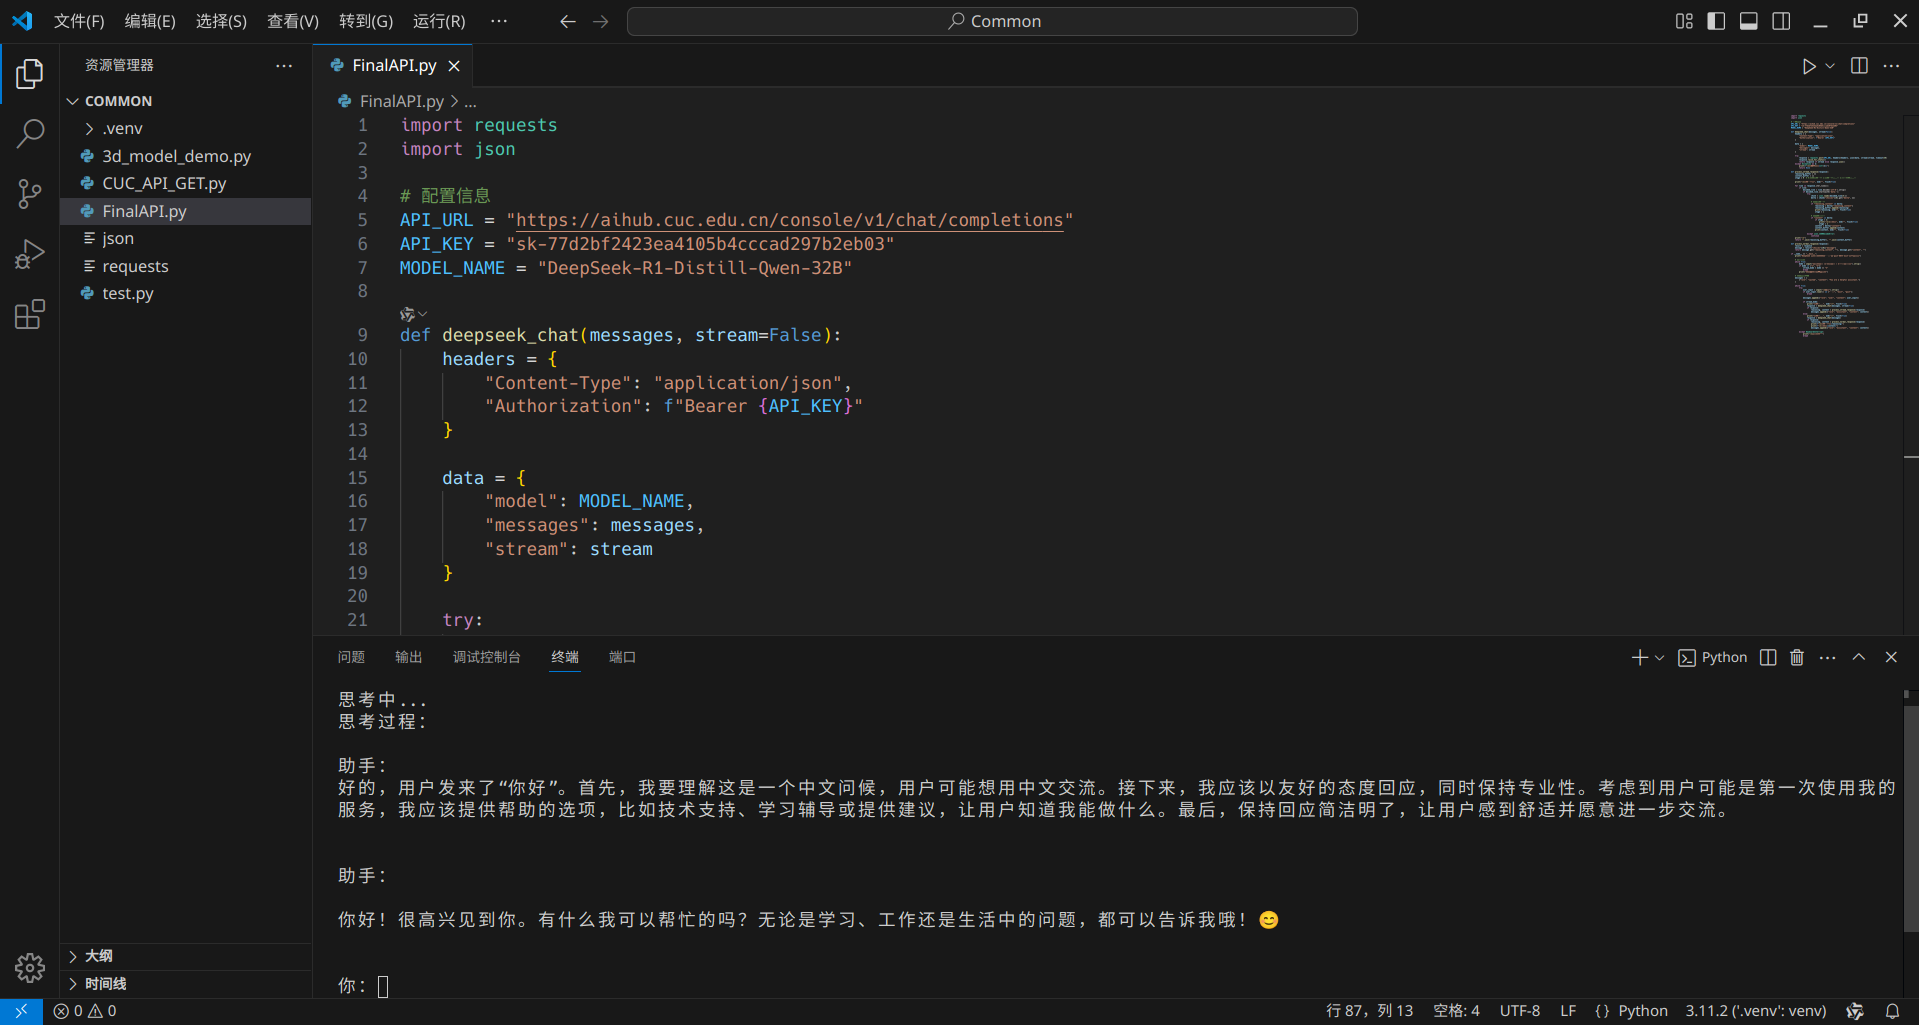 文件(F) 编辑(E) 选择(S) 查看(V) 转到(G) 运行(R) ··· Common
资源管理器
FinalAPI.py
COMMON
.venv
3d_model_demo.py
CUC_API_GET.py
FinalAPI.py
json
requests
test.py
大纲
时间线
FinalAPI.py > ...
1 import requests
2 import json
3
4 # 配置信息
5 API_URL = "https://aihub.cuc.edu.cn/console/v1/chat/completions"
6 API_KEY = "sk-77d2bf2423ea4105b4cccad297b2eb03"
7 MODEL_NAME = "DeepSeek-R1-Distill-Qwen-32B"
8
9 def deepseek_chat(messages, stream=False):
10 headers = {
11 "Content-Type": "application/json",
12 "Authorization": f"Bearer {API_KEY}"
13 }
14
15 data = {
16 "model": MODEL_NAME,
17 "messages": messages,
18 "stream": stream
19 }
20
21 try:
问题 输出 调试控制台 终端 端口
Python
思考中...
思考过程：
助手：
好的，用户发来了“你好”。首先，我要理解这是一个中文问候，用户可能想用中文交流。接下来，我应该以友好的态度回应，同时保持专业性。考虑到用户可能是第一次使用我的
服务，我应该提供帮助的选项，比如技术支持、学习辅导或提供建议，让用户知道我能做什么。最后，保持回应简洁明了，让用户感到舒适并愿意进一步交流。
助手：
你好！很高兴见到你。有什么我可以帮忙的吗？无论是学习、工作还是生活中的问题，都可以告诉我哦！😊
你：
0 0 行 87，列 13 空格: 4 UTF-8 LF {} Python 3.11.2 ('.venv': venv)